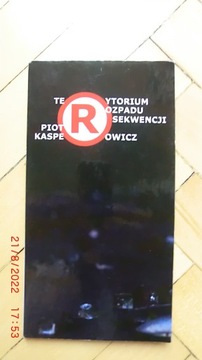 TE R YTORIUM
OZPADU
SEKWENCJI
PIOT
KASPE OWICZ
21/8/2022 17:53